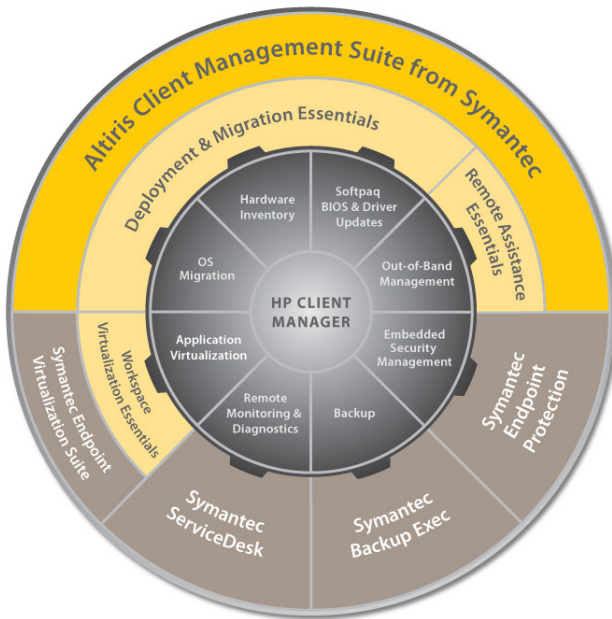 Altiris Client Management Suite from Symantec
Deployment & Migration Essentials
Remote Assistance
Essentials
Hardware
Inventory
Softpaq
BIOS & Driver
Updates
OS
Migration
Out-of-Band
Management
HP CLIENT
MANAGER
Application
Virtualization
Embedded
Security
Management
Remote
Monitoring &
Diagnostics
Backup
Workspace
Virtualization Essentials
Symantec Endpoint
Virtualization Suite
Symantec
ServiceDesk
Symantec
Backup Exec
Symantec
Endpoint
Protection